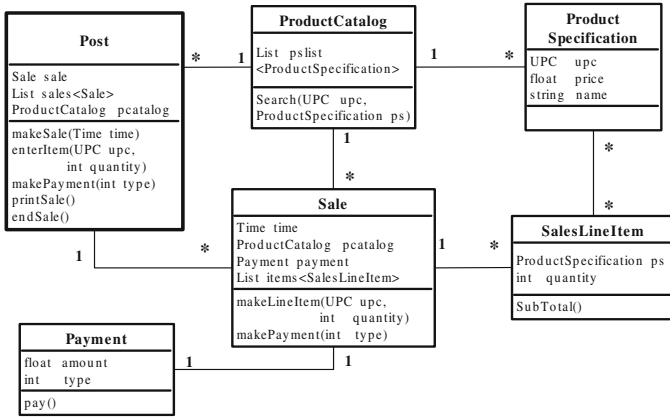 Post
Sale sale
List sales<Sale>
ProductCatalog pcatalog
makeSale(Time time)
enterItem(UPC upc,
int quantity)
makePayment(int type)
printSale()
endSale()
*
1
ProductCatalog
List pslist
<ProductSpecification>
Search(UPC upc,
ProductSpecification ps)
1
*
Product
Specification
UPC upc
float price
string name
1
*
*
*
1
*
Sale
Time time
ProductCatalog pcatalog
Payment payment
List items<SalesLineItem>
makeLineItem(UPC upc,
int quantity)
makePayment(int type)
1
*
SalesLineItem
ProductSpecification ps
int quantity
SubTotal()
Payment
float amount
int type
pay()
1
1